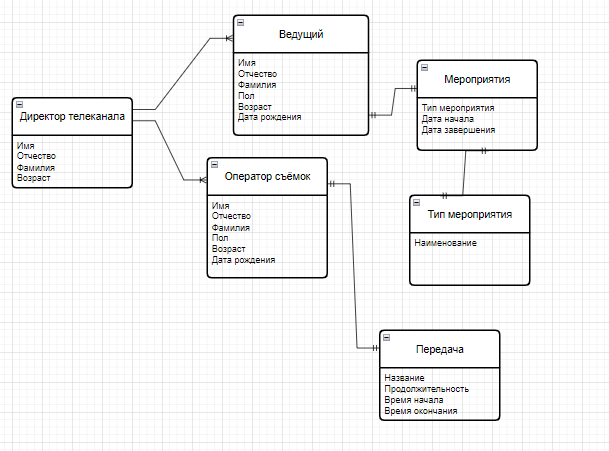 Ведущий
Имя
Отчество
Фамилия
Пол
Возраст
Дата рождения
Мероприятия
Тип мероприятия
Дата начала
Дата завершения
Директор телеканала
Имя
Отчество
Фамилия
Возраст
Оператор съёмок
Имя
Отчество
Фамилия
Пол
Возраст
Дата рождения
Тип мероприятия
Наименование
Передача
Название
Продолжительность
Время начала
Время окончания